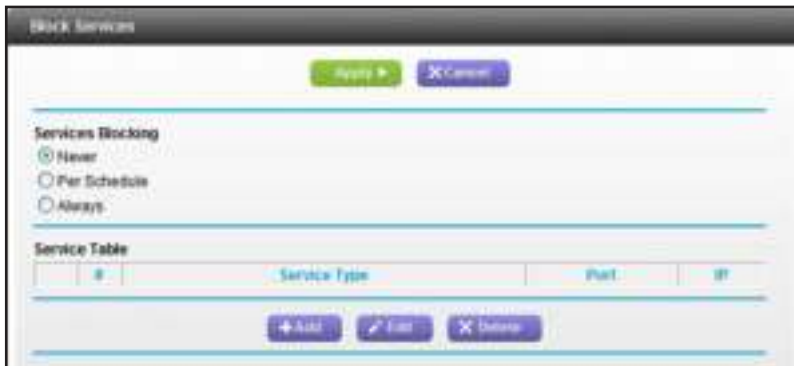 Block Services
Apply Cancel
Services Blocking
Never
Per Schedule
Always
Service Table
# Service Type Port IP
Add Edit Delete